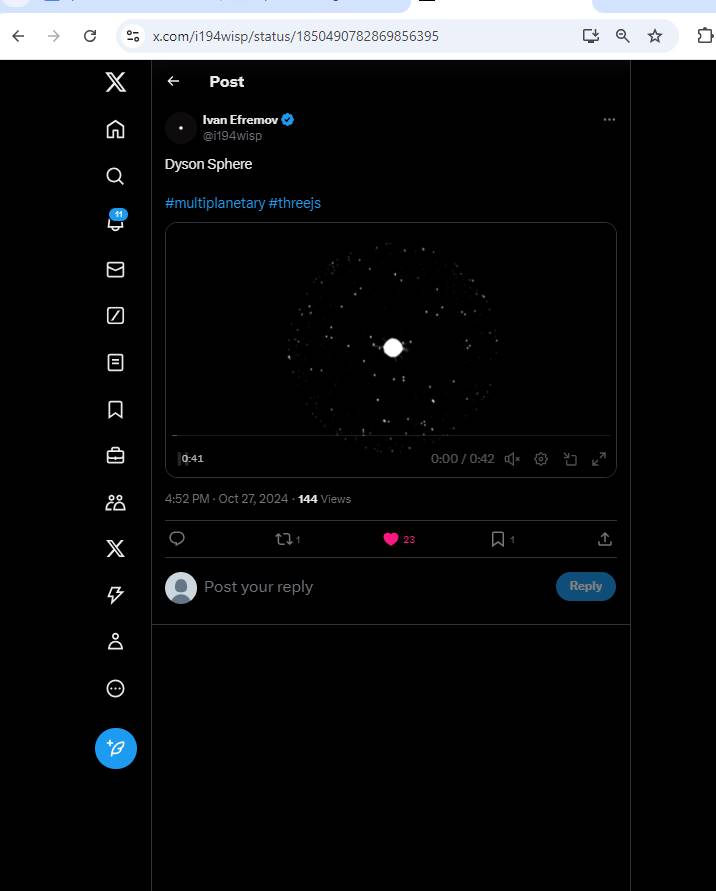 x.com/i194wisp/status/1850490782869856395
Post
Ivan Efremov
@i194wisp
Dyson Sphere
#multiplanetary #threejs
11
0:41
0:00 / 0:42
4:52 PM · Oct 27, 2024 · 144 Views
1
23
1
Post your reply
Reply